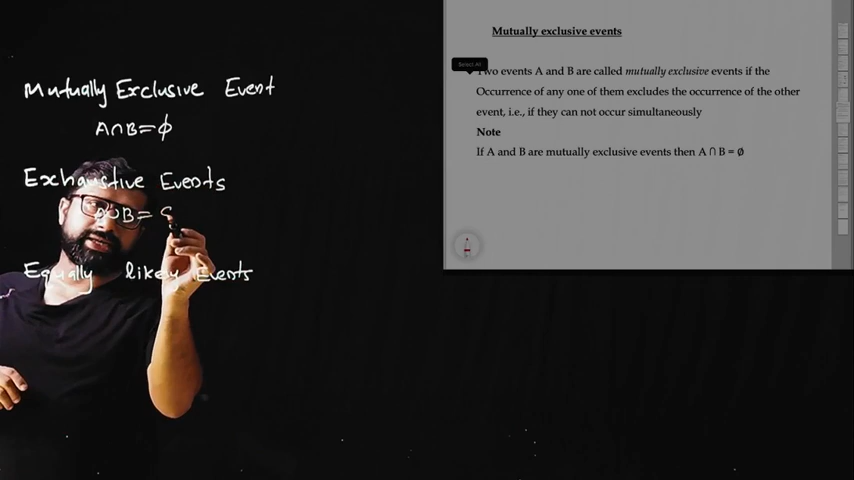 Mutually Exclusive Event
A∩B=ϕ
Exhaustive Events
A∪B= S
Equally likely Events
Mutually exclusive events
Select All
Two events A and B are called mutually exclusive events if the
Occurrence of any one of them excludes the occurrence of the other
event, i.e., if they can not occur simultaneously
Note
If A and B are mutually exclusive events then A ∩ B = ø